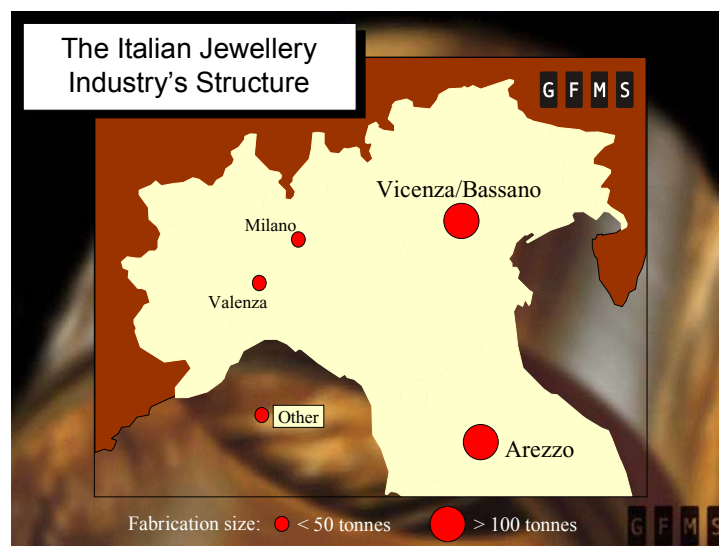 The Italian Jewellery
Industry's Structure
G F M S
Vicenza/Bassano
Milano
Valenza
Other
Arezzo
Fabrication size: < 50 tonnes > 100 tonnes
G F M S